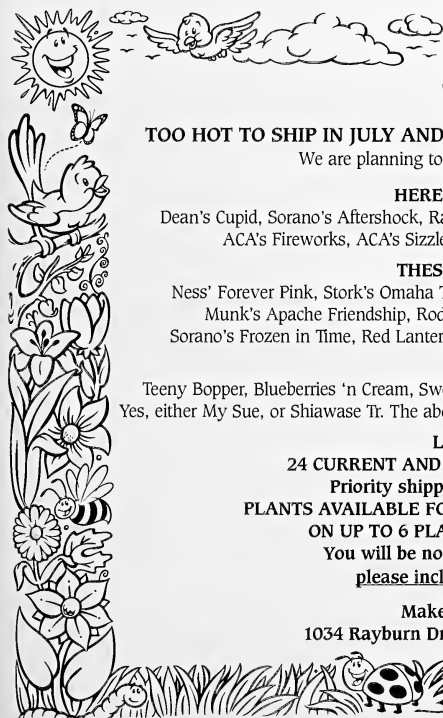 TOO HOT TO SHIP IN JULY AND
We are planning to
HERE
Dean's Cupid, Sorano's Aftershock, Ra
ACA's Fireworks, ACA's Sizzle
THES
Ness' Forever Pink, Stork's Omaha T
Munk's Apache Friendship, Rod
Sorano's Frozen in Time, Red Lanter
Teeny Bopper, Blueberries 'n Cream, Swe
Yes, either My Sue, or Shiawase Tr. The abo
L
24 CURRENT AND
Priority shipp
PLANTS AVAILABLE FO
ON UP TO 6 PLA
You will be no
please incl
Make
1034 Rayburn Dr